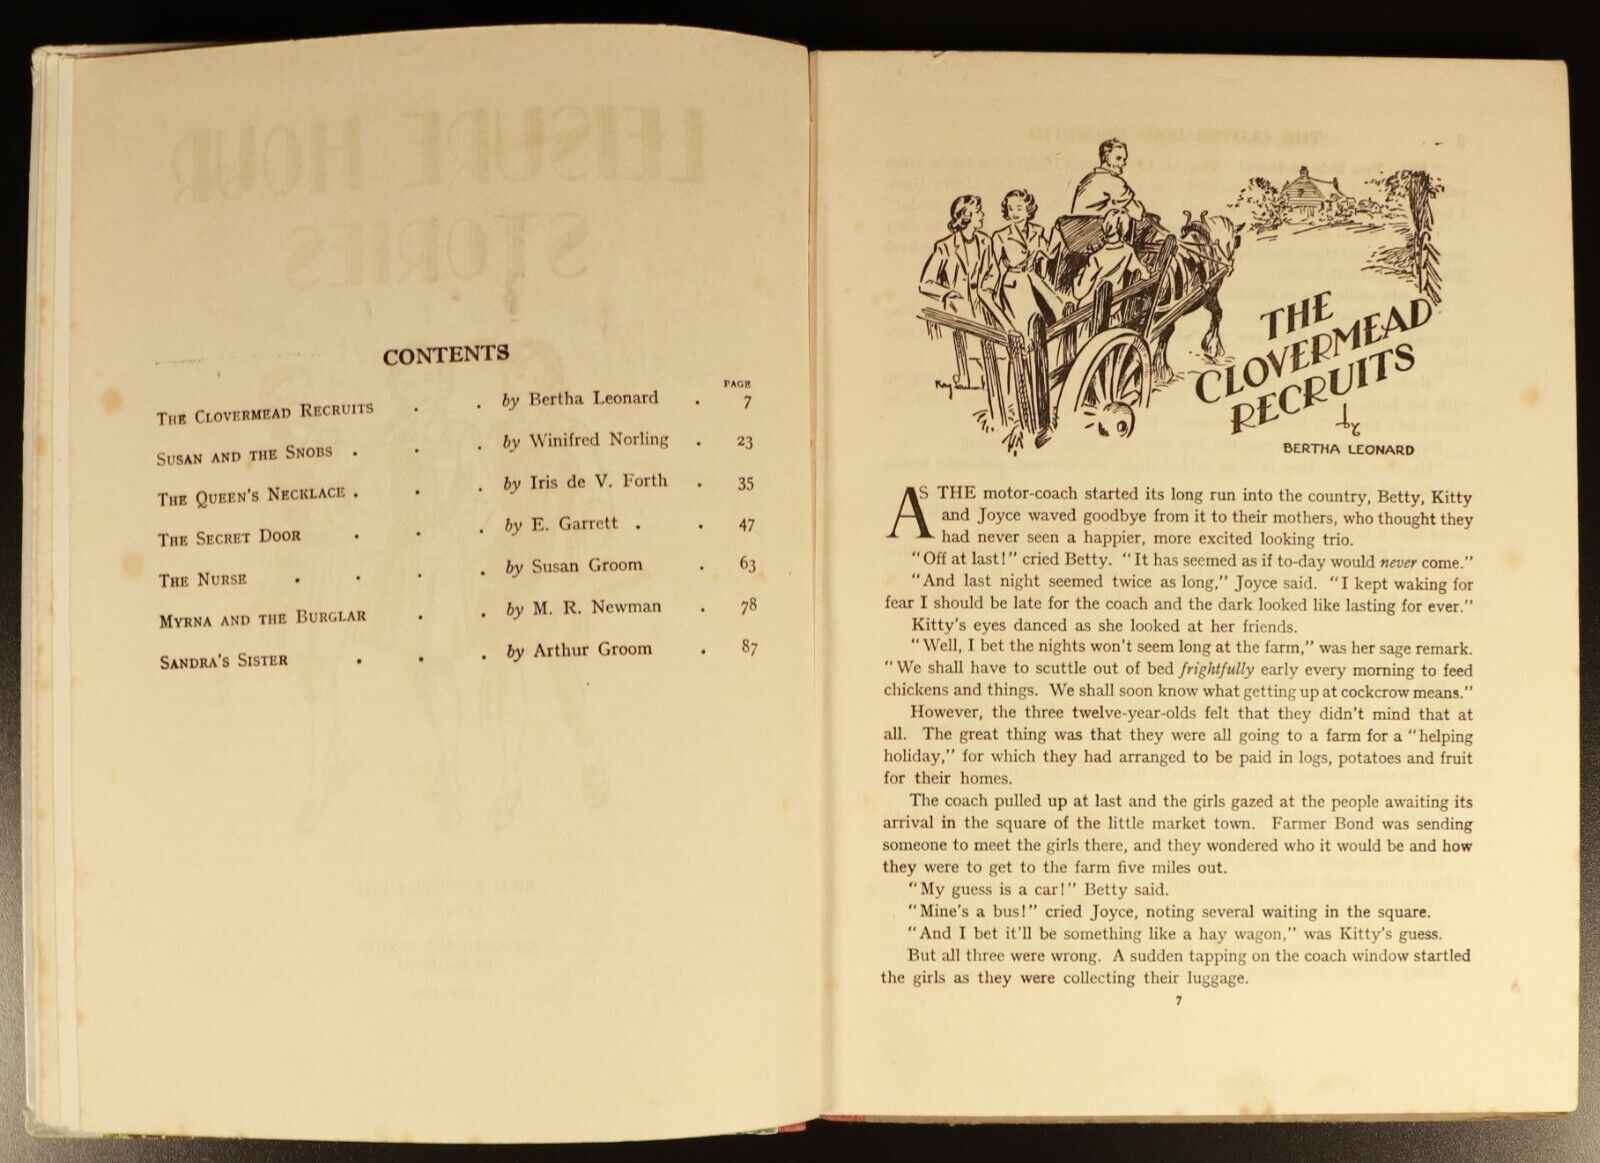 CONTENTS
PAGE
THE CLOVERMEAD RECRUITS . . by Bertha Leonard . 7
SUSAN AND THE SNOBS . . . by Winifred Norling . 23
THE QUEEN'S NECKLACE . . . by Iris de V. Forth . 35
THE SECRET DOOR . . . by E. Garrett . . 47
THE NURSE . . . . by Susan Groom . 63
MYRNA AND THE BURGLAR . . by M. R. Newman . 78
SANDRA'S SISTER . . . by Arthur Groom . 87
LEISURE HOUR
STORIES
THE
CLOVERMEAD
RECRUITS
by
BERTHA LEONARD
AS THE motor-coach started its long run into the country, Betty, Kitty
and Joyce waved goodbye from it to their mothers, who thought they
had never seen a happier, more excited looking trio.
"Off at last!" cried Betty. "It has seemed as if to-day would never come."
"And last night seemed twice as long," Joyce said. "I kept waking for
fear I should be late for the coach and the dark looked like lasting for ever."
Kitty's eyes danced as she looked at her friends.
"Well, I bet the nights won't seem long at the farm," was her sage remark.
"We shall have to scuttle out of bed frightfully early every morning to feed
chickens and things. We shall soon know what getting up at cockcrow means."
However, the three twelve-year-olds felt that they didn't mind that at
all. The great thing was that they were all going to a farm for a "helping
holiday," for which they had arranged to be paid in logs, potatoes and fruit
for their homes.
The coach pulled up at last and the girls gazed at the people awaiting its
arrival in the square of the little market town. Farmer Bond was sending
someone to meet the girls there, and they wondered who it would be and how
they were to get to the farm five miles out.
"My guess is a car!" Betty said.
"Mine's a bus!" cried Joyce, noting several waiting in the square.
"And I bet it'll be something like a hay wagon," was Kitty's guess.
But all three were wrong. A sudden tapping on the coach window startled
the girls as they were collecting their luggage.
7